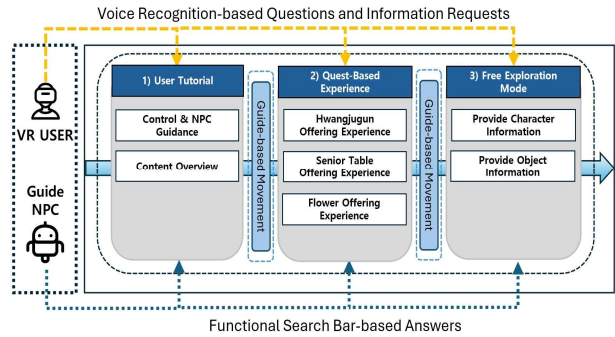 Voice Recognition-based Questions and Information Requests
VR USER
Guide
NPC
1) User Tutorial
Control & NPC
Guidance
Content Overview
Guide-based Movement
2) Quest-Based
Experience
Hwangjugun
Offering Experience
Senior Table
Offering Experience
Flower Offering
Experience
Guide-based Movement
3) Free Exploration
Mode
Provide Character
Information
Provide Object
Information
Functional Search Bar-based Answers